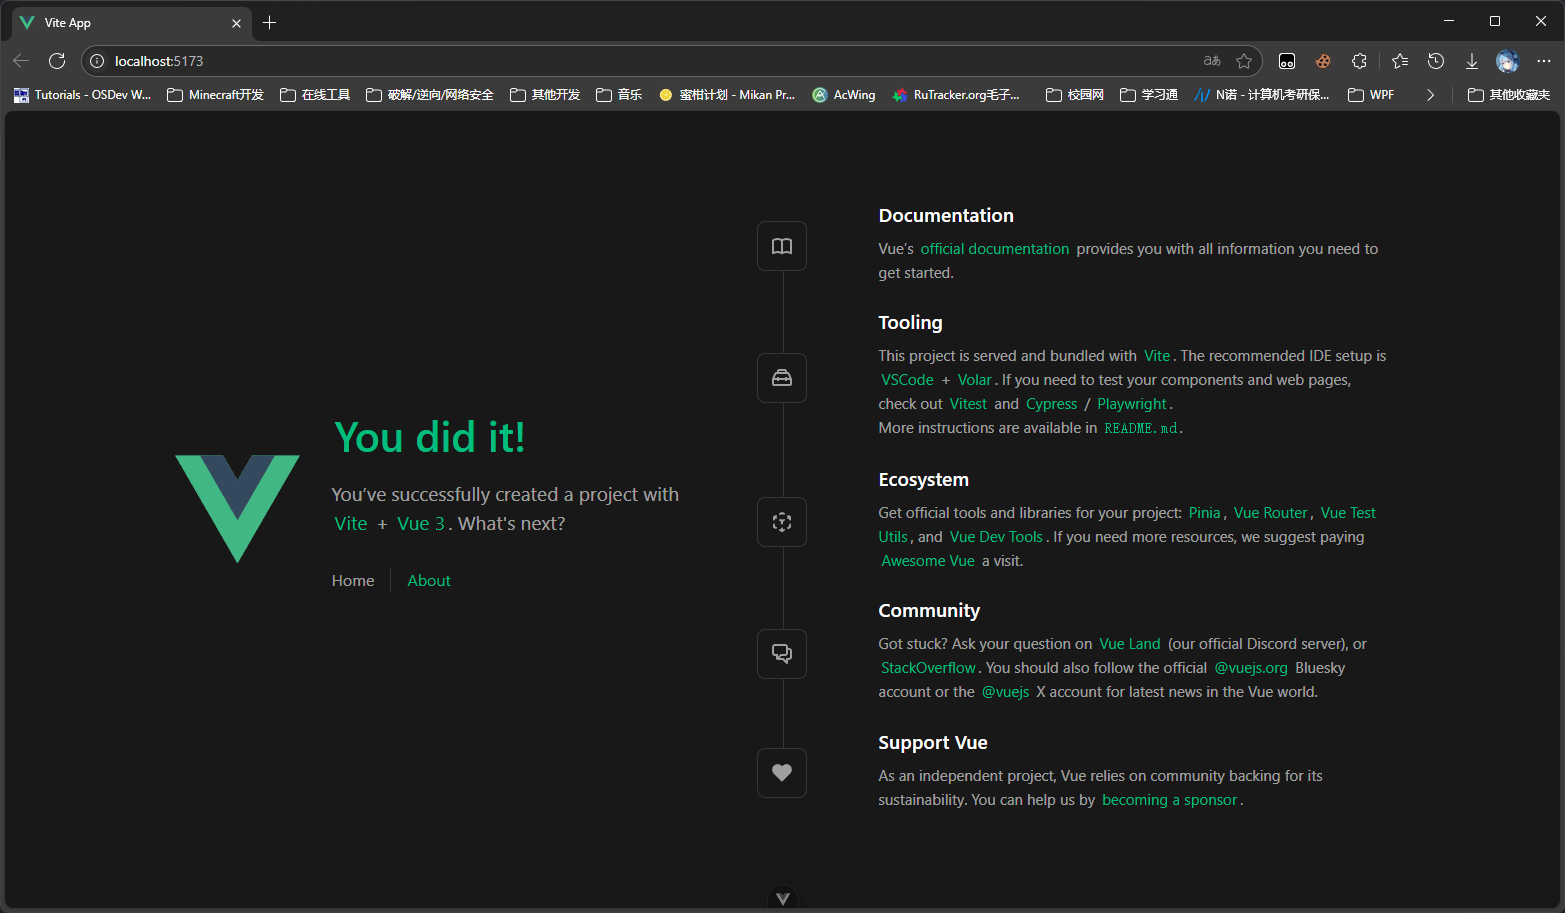 Vite App
localhost:5173
Tutorials - OSDev W... Minecraft开发 在线工具 破解/逆向/网络安全 其他开发 音乐 蜜柑计划 - Mikan Pr... AcWing RuTracker.org毛子... 校园网 学习通 N诺 - 计算机考研保... WPF 其他收藏夹
You did it!
You’ve successfully created a project with
Vite + Vue 3. What's next?
Home About
Documentation
Vue’s official documentation provides you with all information you need to
get started.
Tooling
This project is served and bundled with Vite. The recommended IDE setup is
VSCode + Volar. If you need to test your components and web pages,
check out Vitest and Cypress / Playwright.
More instructions are available in README.md.
Ecosystem
Get official tools and libraries for your project: Pinia, Vue Router, Vue Test
Utils, and Vue Dev Tools. If you need more resources, we suggest paying
Awesome Vue a visit.
Community
Got stuck? Ask your question on Vue Land (our official Discord server), or
StackOverflow. You should also follow the official @vuejs.org Bluesky
account or the @vuejs X account for latest news in the Vue world.
Support Vue
As an independent project, Vue relies on community backing for its
sustainability. You can help us by becoming a sponsor.